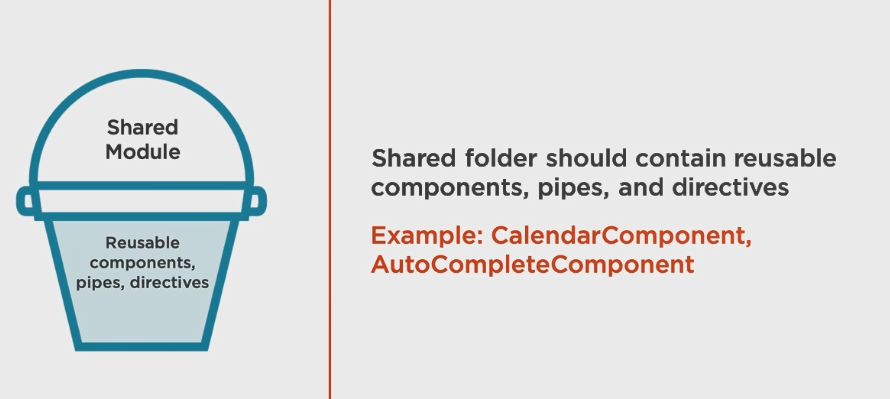 Shared
Module
Reusable
components,
pipes, directives
Shared folder should contain reusable
components, pipes, and directives
Example: CalendarComponent,
AutoCompleteComponent